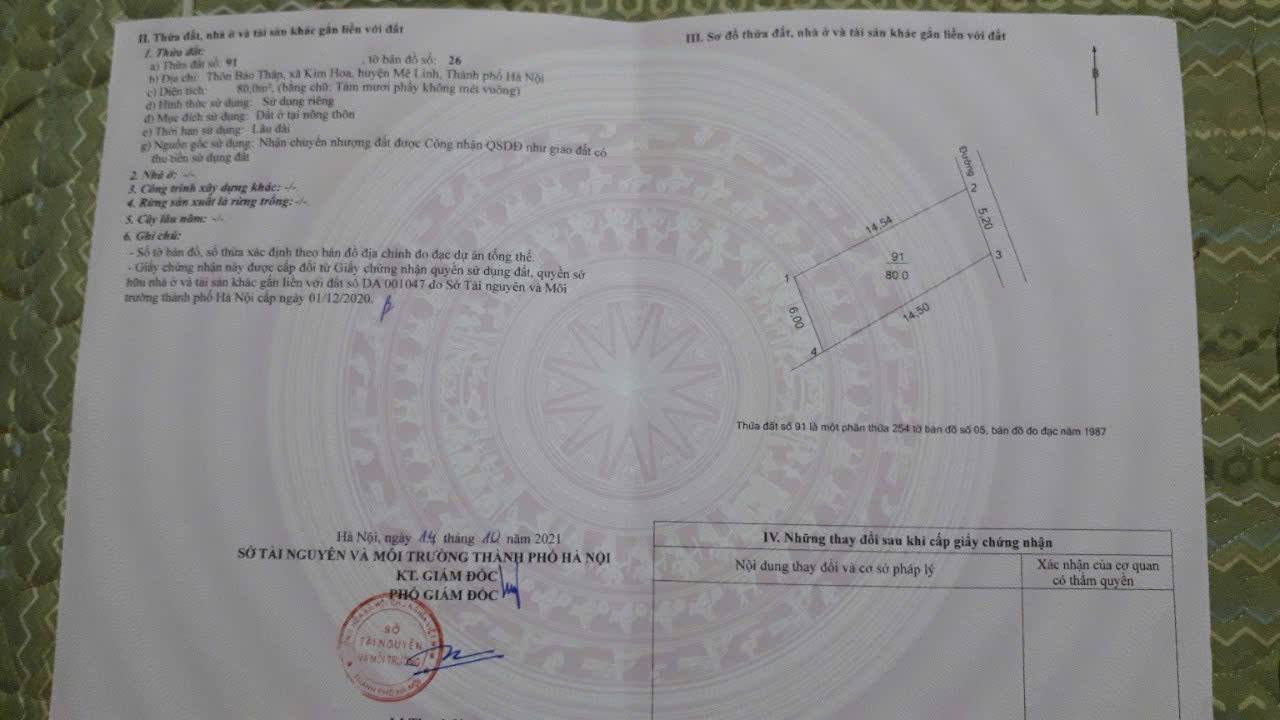 II. Thửa đất, nhà ở và tài sản khác gắn liền với đất
1. Thửa đất:
a) Thửa đất số: 91 , tờ bản đồ số: 26
b) Địa chỉ: Thôn Bảo Tháp, xã Kim Hoa, huyện Mê Linh, Thành phố Hà Nội
c) Diện tích: 80,0m², (bằng chữ: Tám mươi phẩy không mét vuông)
d) Hình thức sử dụng: Sử dụng riêng
đ) Mục đích sử dụng: Đất ở tại nông thôn
e) Thời hạn sử dụng: Lâu dài
g) Nguồn gốc sử dụng: Nhận chuyển nhượng đất được Công nhận QSDĐ như giao đất có
thu tiền sử dụng đất
2. Nhà ở: -/-
3. Công trình xây dựng khác: -/-
4. Rừng sản xuất là rừng trồng: -/-
5. Cây lâu năm: -/-
6. Ghi chú:
- Số tờ bản đồ, số thửa xác định theo bản đồ địa chính đo đạc dự án tổng thể.
- Giấy chứng nhận này được cấp đổi từ Giấy chứng nhận quyền sử dụng đất, quyền sở
hữu nhà ở và tài sản khác gắn liền với đất số DA 001047 do Sở Tài nguyên và Môi
trường thành phố Hà Nội cấp ngày 01/12/2020.
Hà Nội, ngày 14 tháng 10 năm 2021
SỞ TÀI NGUYÊN VÀ MÔI TRƯỜNG THÀNH PHỐ HÀ NỘI
KT. GIÁM ĐỐC
PHÓ GIÁM ĐỐC
SỞ
TÀI NGUYÊN
VÀ MÔI TRƯỜNG
THÀNH PHỐ HÀ NỘI
III. Sơ đồ thửa đất, nhà ở và tài sản khác gắn liền với đất
B
Đường
2
14,54
5,20
91
80.0
3
1
6,00
14,50
4
Thửa đất số 91 là một phần thửa 254 tờ bản đồ số 05, bản đồ đo đạc năm 1987
IV. Những thay đổi sau khi cấp giấy chứng nhận
Nội dung thay đổi và cơ sở pháp lý
Xác nhận của cơ quan
có thẩm quyền